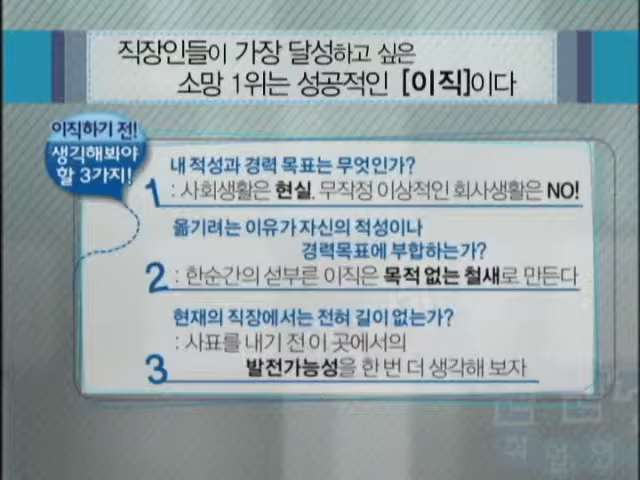 직장인들이 가장 달성하고 싶은
소망 1위는 성공적인 [이직]이다
이직하기 전!
생각해봐야
할 3가지!
1 내 적성과 경력 목표는 무엇인가?
: 사회생활은 현실. 무작정 이상적인 회사생활은 NO!
옮기려는 이유가 자신의 적성이나
경력목표에 부합하는가?
2 : 한순간의 섣부른 이직은 목적 없는 철새로 만든다
현재의 직장에서는 전혀 길이 없는가?
: 사표를 내기 전 이 곳에서의
3 발전가능성을 한 번 더 생각해 보자
취업